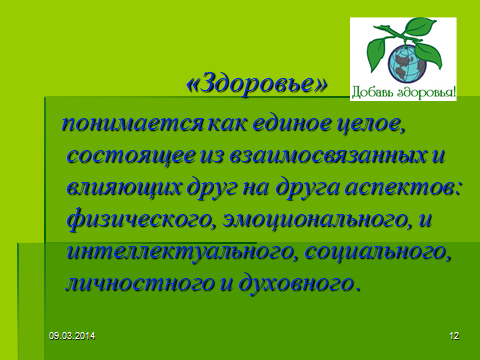 «Здоровье»
Добавь здоровья!
понимается как единое целое,
состоящее из взаимосвязанных и
влияющих друг на друга аспектов:
физического, эмоционального, и
интеллектуального, социального,
личностного и духовного.
09.03.2014
12